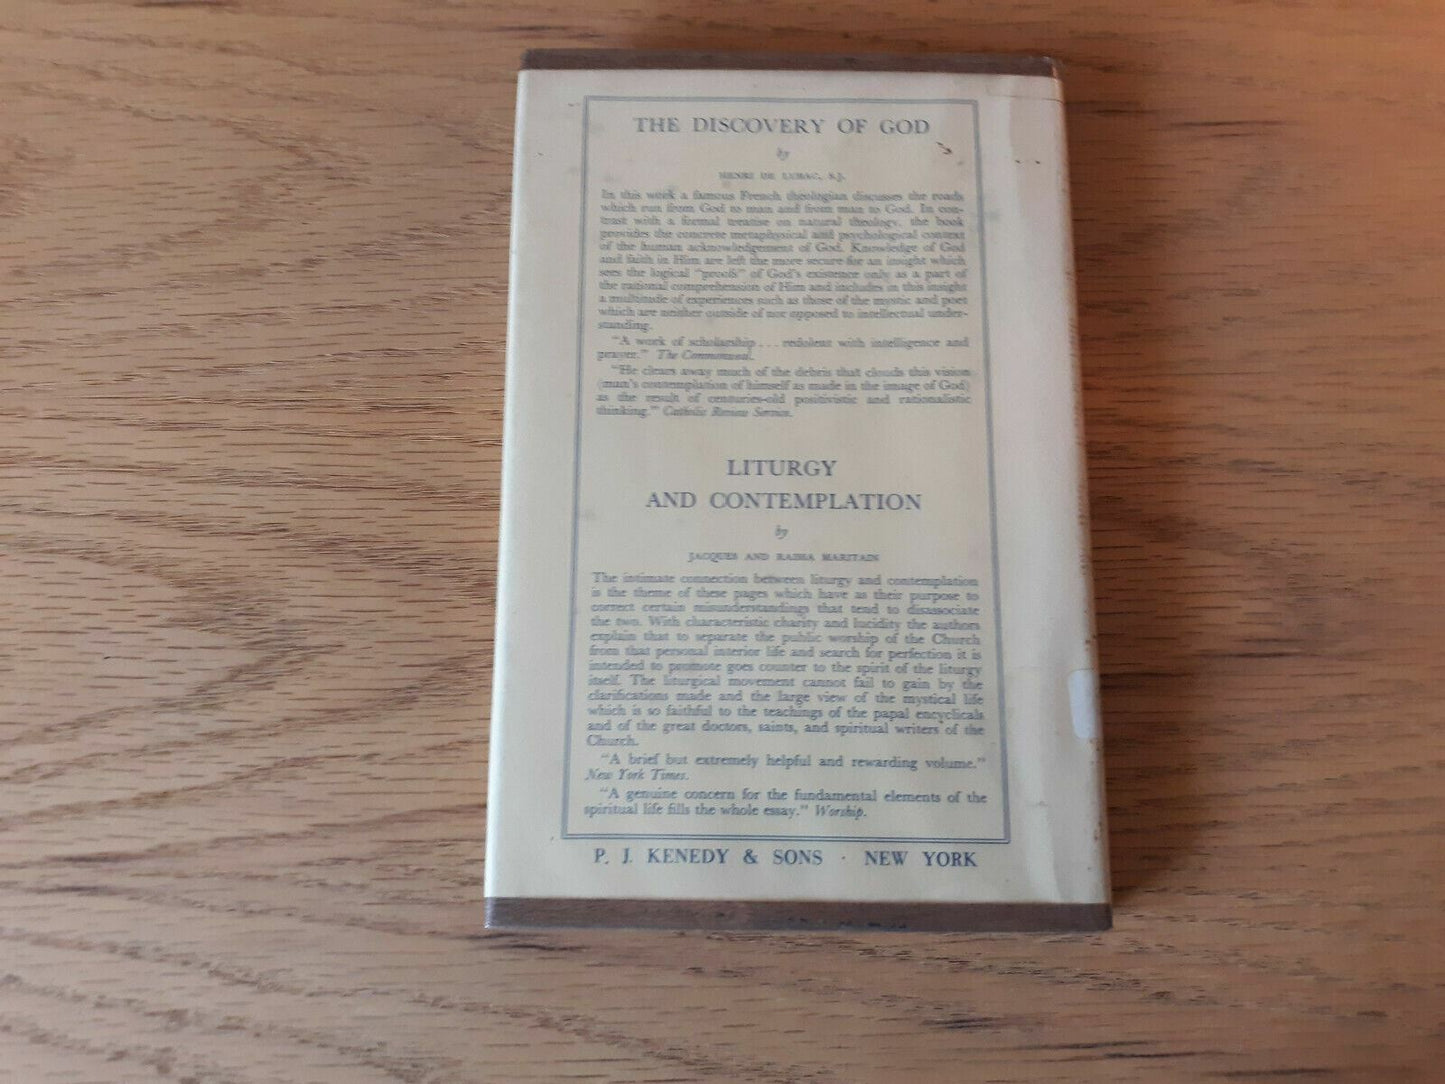 THE DISCOVERY OF GOD
by
HENRI DE LUBAC, S.J.
In this work a famous French theologian discusses the roads
which run from God to man and from man to God. In con-
trast with a formal treatise on natural theology, the book
provides the concrete metaphysical and psychological context
of the human acknowledgement of God. Knowledge of God
and faith in Him are left the more secure for an insight which
sees the logical "proofs" of God's existence only as a part of
the rational comprehension of Him and includes in this insight
a multitude of experiences such as those of the mystic and poet
which are neither outside of nor opposed to intellectual under-
standing.
"A work of scholarship . . . redolent with intelligence and
prayer." The Commonweal.
"He clears away much of the debris that clouds this vision
(man's contemplation of himself as made in the image of God)
as the result of centuries-old positivistic and rationalistic
thinking." Catholic Review Service.
LITURGY
AND CONTEMPLATION
by
JACQUES AND RAISSA MARITAIN
The intimate connection between liturgy and contemplation
is the theme of these pages which have as their purpose to
correct certain misunderstandings that tend to disassociate
the two. With characteristic charity and lucidity the authors
explain that to separate the public worship of the Church
from that personal interior life and search for perfection it is
intended to promote goes counter to the spirit of the liturgy
itself. The liturgical movement cannot fail to gain by the
clarifications made and the large view of the mystical life
which is so faithful to the teachings of the papal encyclicals
and of the great doctors, saints, and spiritual writers of the
Church.
"A brief but extremely helpful and rewarding volume."
New York Times.
"A genuine concern for the fundamental elements of the
spiritual life fills the whole essay." Worship.
P. J. KENEDY & SONS · NEW YORK